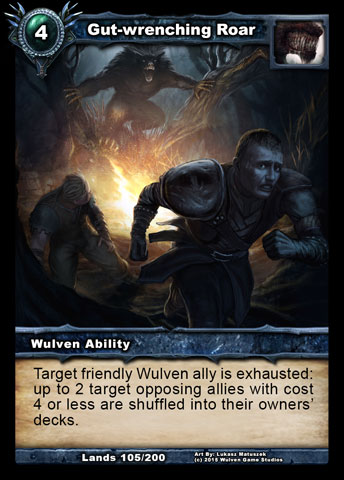 4
Gut-wrenching Roar
Wulven Ability
Target friendly Wulven ally is exhausted:
up to 2 target opposing allies with cost
4 or less are shuffled into their owners'
decks.
Lands 105/200
Art By: Lukasz Matuszek
(c) 2015 Wulven Game Studios